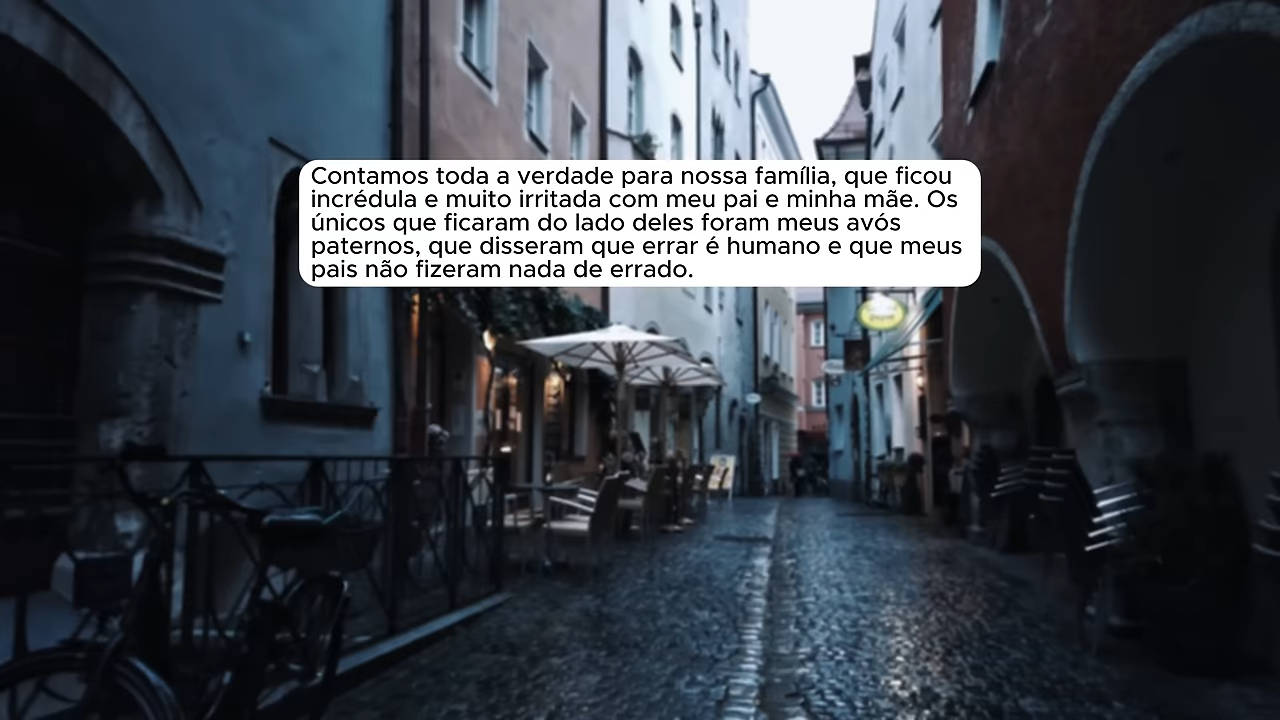 Contamos toda a verdade para nossa família, que ficou
incrédula e muito irritada com meu pai e minha mãe. Os
únicos que ficaram do lado deles foram meus avós
paternos, que disseram que errar é humano e que meus
pais não fizeram nada de errado.